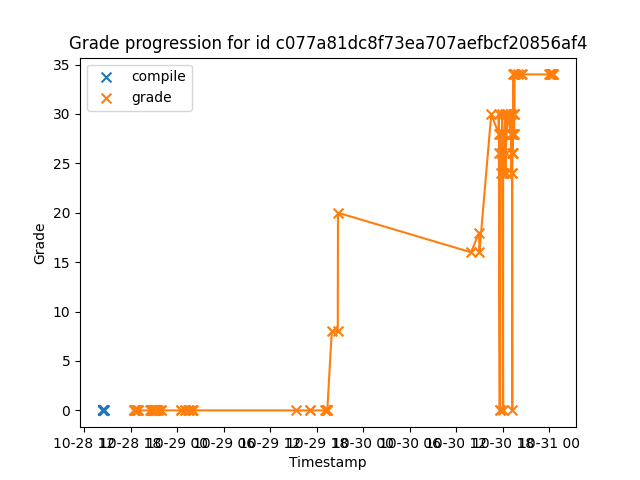 Grade progression for id c077a81dc8f73ea707aefbcf20856af4
compile
grade
35
30
25
20
15
10
5
0
Grade
10-28 12 10-28 18 10-29 00 10-29 06 10-29 12 10-29 18 10-30 00 10-30 06 10-30 12 10-30 18 10-31 00
Timestamp